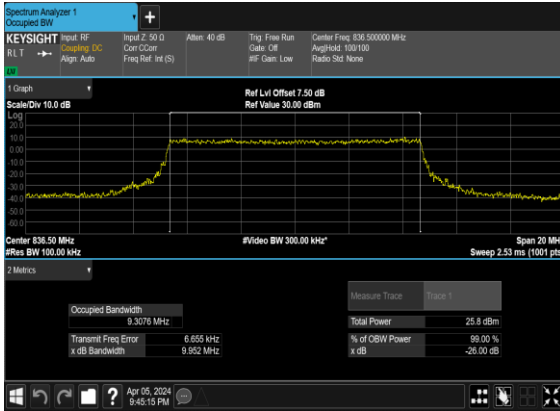 Spectrum Analyzer 1
Occupied BW
+
KEYSIGHT
RLT
Input: RF
Coupling: DC
Align: Auto
Input Z: 50 Ω
Corr CCorr
Freq Ref: Int (S)
Atten: 40 dB
Trig: Free Run
Gate: Off
#IF Gain: Low
Center Freq: 836.500000 MHz
Avg|Hold: 100/100
Radio Std: None
1 Graph
Scale/Div 10.0 dB
Ref Lvl Offset 7.50 dB
Ref Value 30.00 dBm
Log
20.0
10.0
0.00
-10.0
-20.0
-30.0
-40.0
-50.0
-60.0
Center 836.50 MHz
#Res BW 100.00 kHz
#Video BW 300.00 kHz*
Span 20 MH
Sweep 2.53 ms (1001 pts
2 Metrics
Measure Trace Trace 1
Occupied Bandwidth
9.3076 MHz
Total Power 25.8 dBm
Transmit Freq Error 6.655 kHz
% of OBW Power 99.00 %
x dB Bandwidth 9.952 MHz
x dB -26.00 dB
?
Apr 05, 2024
9:45:15 PM